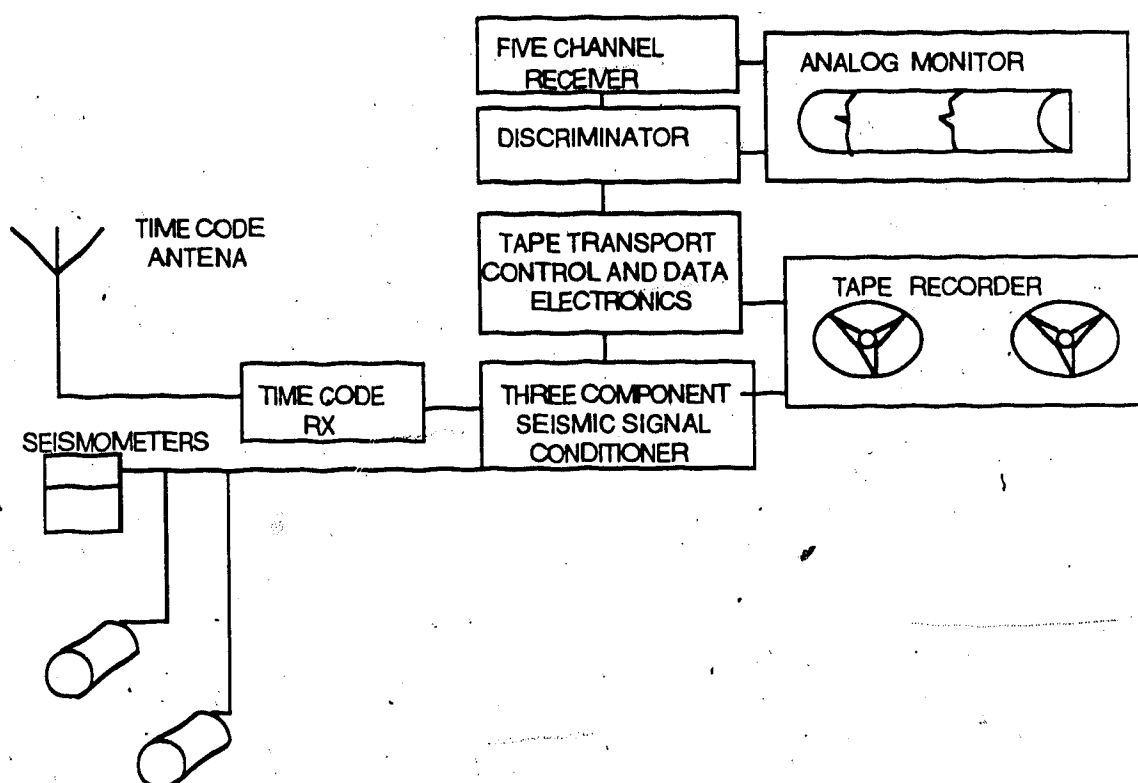 FIVE CHANNEL
RECEIVER
ANALOG MONITOR
DISCRIMINATOR
TIME CODE
ANTENA
TAPE TRANSPORT
CONTROL AND DATA
ELECTRONICS
TAPE RECORDER
TIME CODE
RX
THREE COMPONENT
SEISMIC SIGNAL
CONDITIONER
SEISMOMETERS